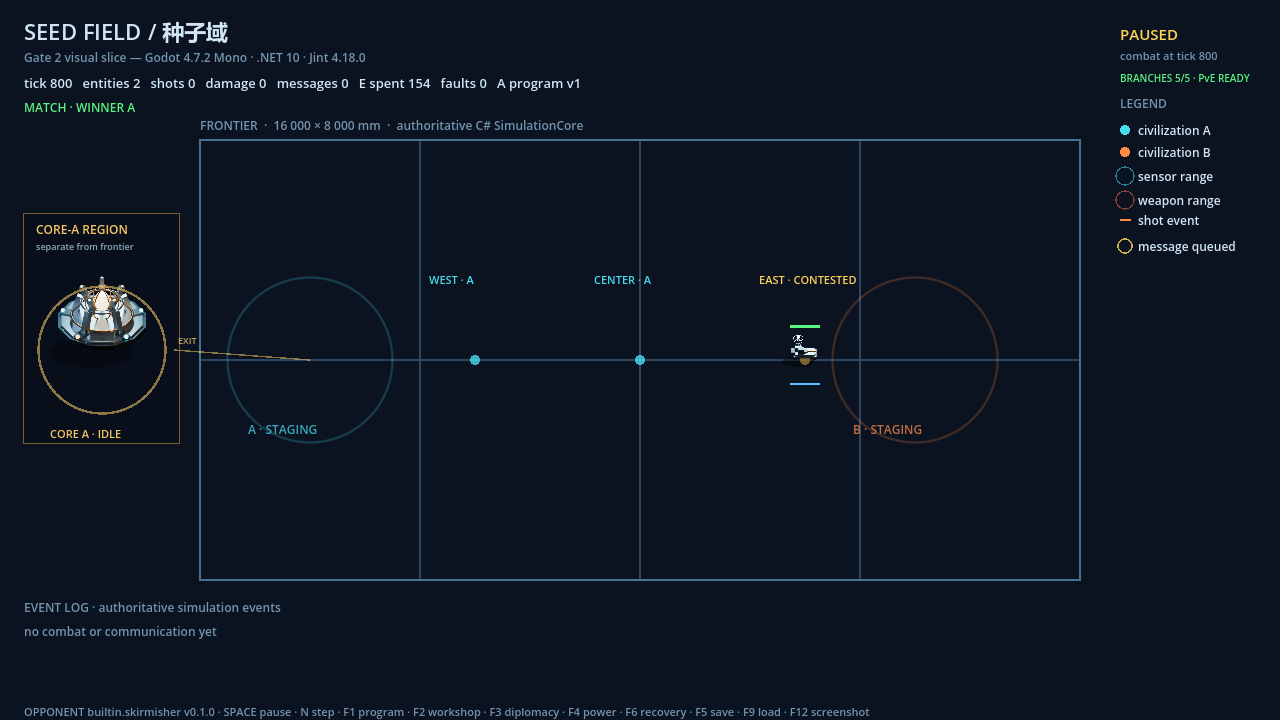 SEED FIELD / 种子域
Gate 2 visual slice — Godot 4.7.2 Mono · .NET 10 · Jint 4.18.0
tick 800 entities 2 shots 0 damage 0 messages 0 E spent 154 faults 0 A program v1
MATCH · WINNER A
PAUSED
combat at tick 800
BRANCHES 5/5 · PvE READY
LEGEND
civilization A
civilization B
sensor range
weapon range
shot event
message queued
FRONTIER · 16 000 × 8 000 mm · authoritative C# SimulationCore
CORE-A REGION
separate from frontier
EXIT
CORE A · IDLE
WEST · A
CENTER · A
EAST · CONTESTED
A · STAGING
B · STAGING
EVENT LOG · authoritative simulation events
no combat or communication yet
OPPONENT builtin.skirmisher v0.1.0 · SPACE pause · N step · F1 program · F2 workshop · F3 diplomacy · F4 power · F6 recovery · F5 save · F9 load · F12 screenshot